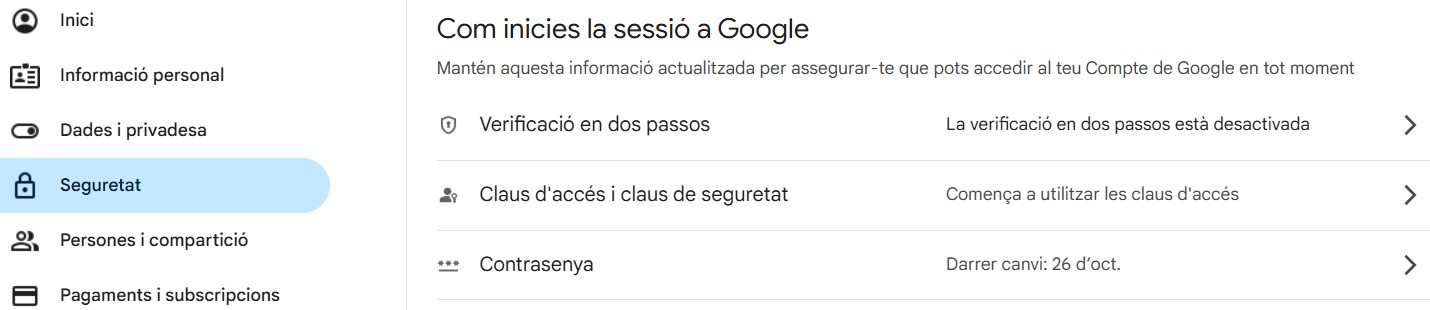 Inici
Informació personal
Dades i privadesa
Seguretat
Persones i compartició
Pagaments i subscripcions
Com inicies la sessió a Google
Mantén aquesta informació actualitzada per assegurar-te que pots accedir al teu Compte de Google en tot moment
Verificació en dos passos
La verificació en dos passos està desactivada
Claus d'accés i claus de seguretat
Comença a utilitzar les claus d'accés
Contrasenya
Darrer canvi: 26 d’oct.